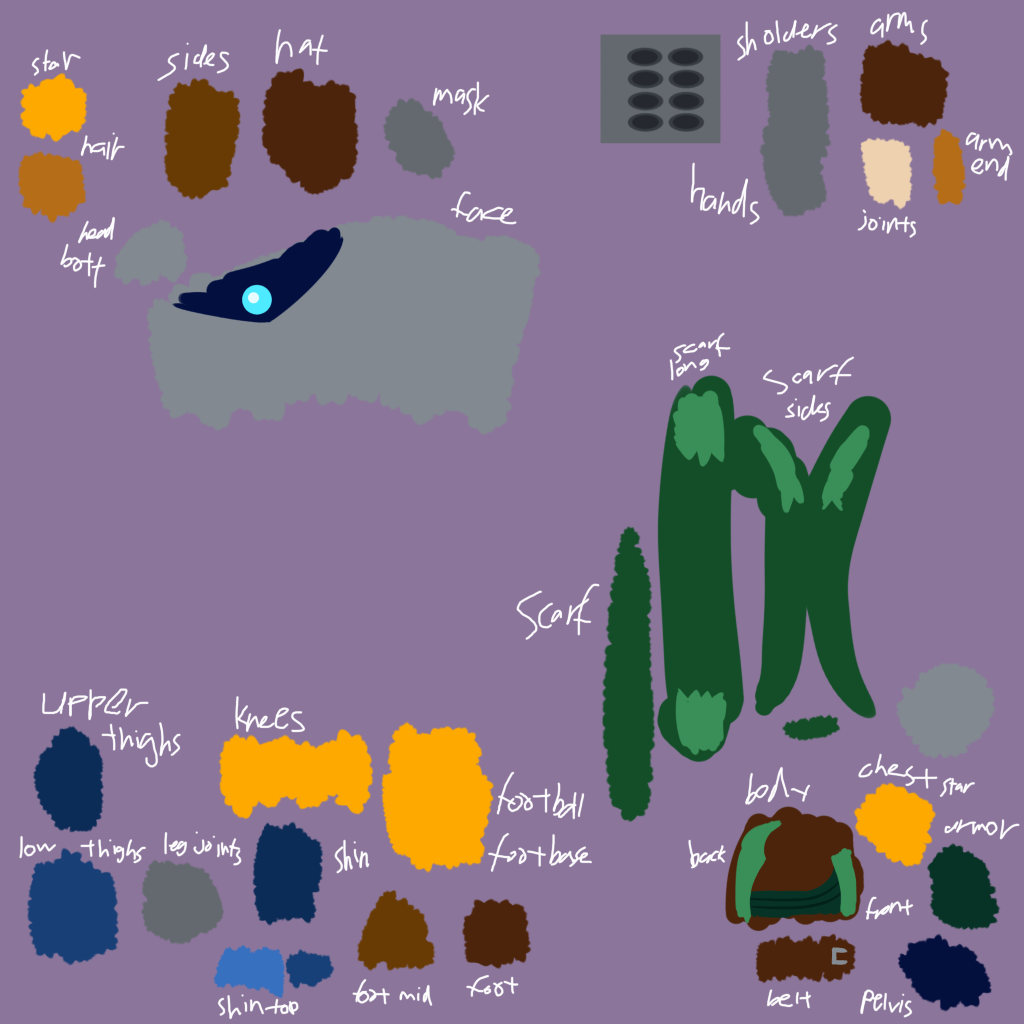 star
sides
hat
mask
hair
head
batt
face
sholders
arms
arm
end
hands
joints
scarf
long
scarf
sides
scarf
upper
thighs
knees
football
footbase
low thighs
leg joints
shin
shin top
foot mid
foot
body
back
chest
star
armor
front
belt
pelvis